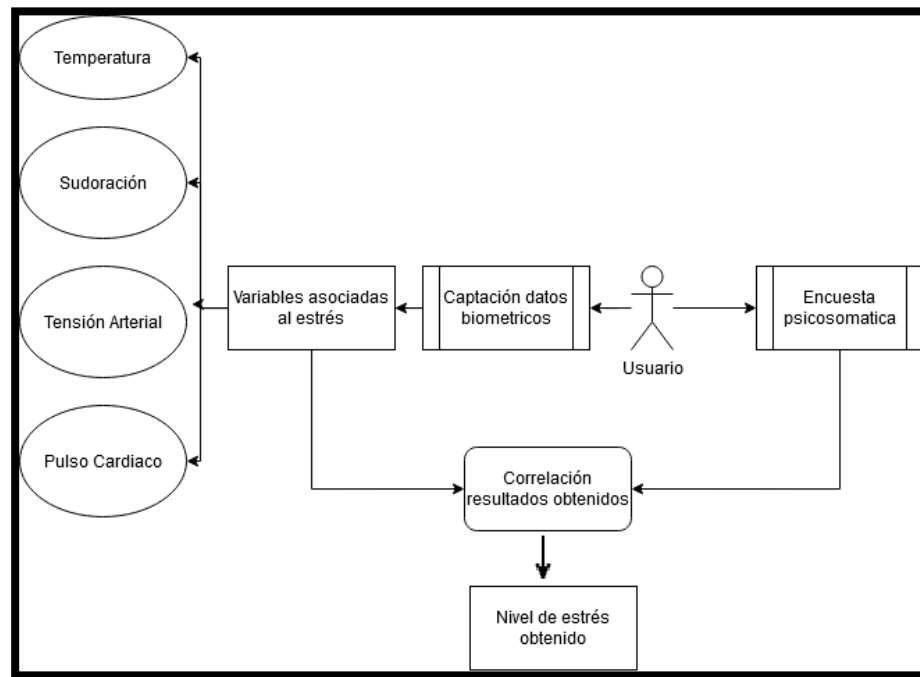 Temperatura
Sudoración
Tensión Arterial
Pulso Cardiaco
Variables asociadas
al estrés
Captación datos
biometricos
Usuario
Encuesta
psicosomatica
Correlación
resultados obtenidos
Nivel de estrés
obtenido